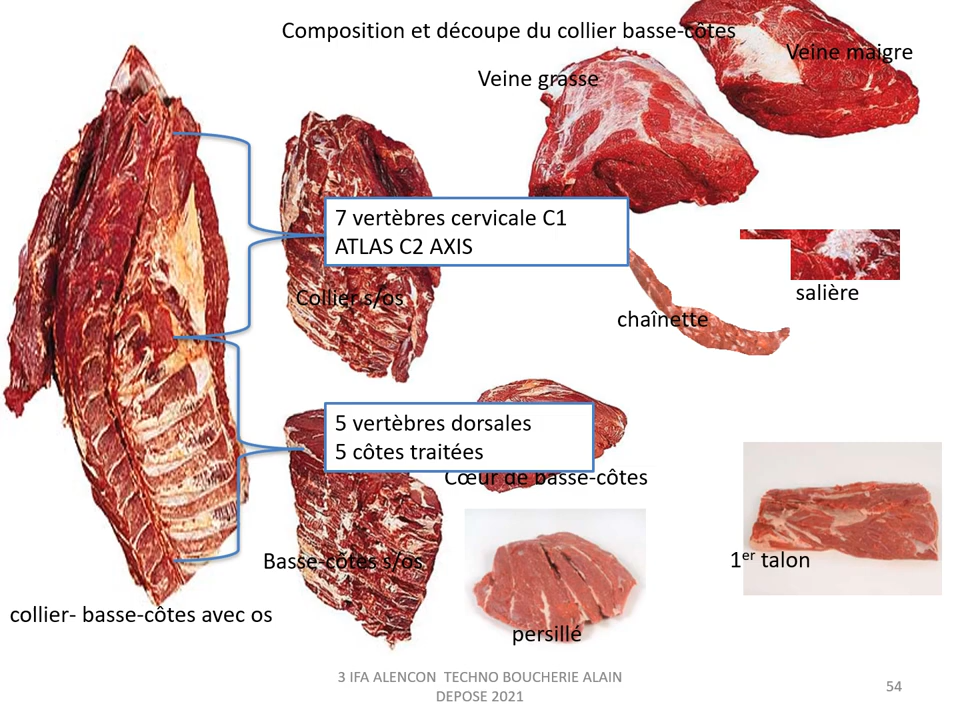 Composition et découpe du collier basse-côtes
Veine maigre
Veine grasse
7 vertèbres cervicale C1
ATLAS C2 AXIS
salière
Collier s/os
chaînette
5 vertèbres dorsales
5 côtes traitées
Cœur de basse-côtes
Basse-côtes s/os
1er talon
collier- basse-côtes avec os
persillé
3 IFA ALENCON TECHNO BOUCHERIE ALAIN
DEPOSE 2021
54